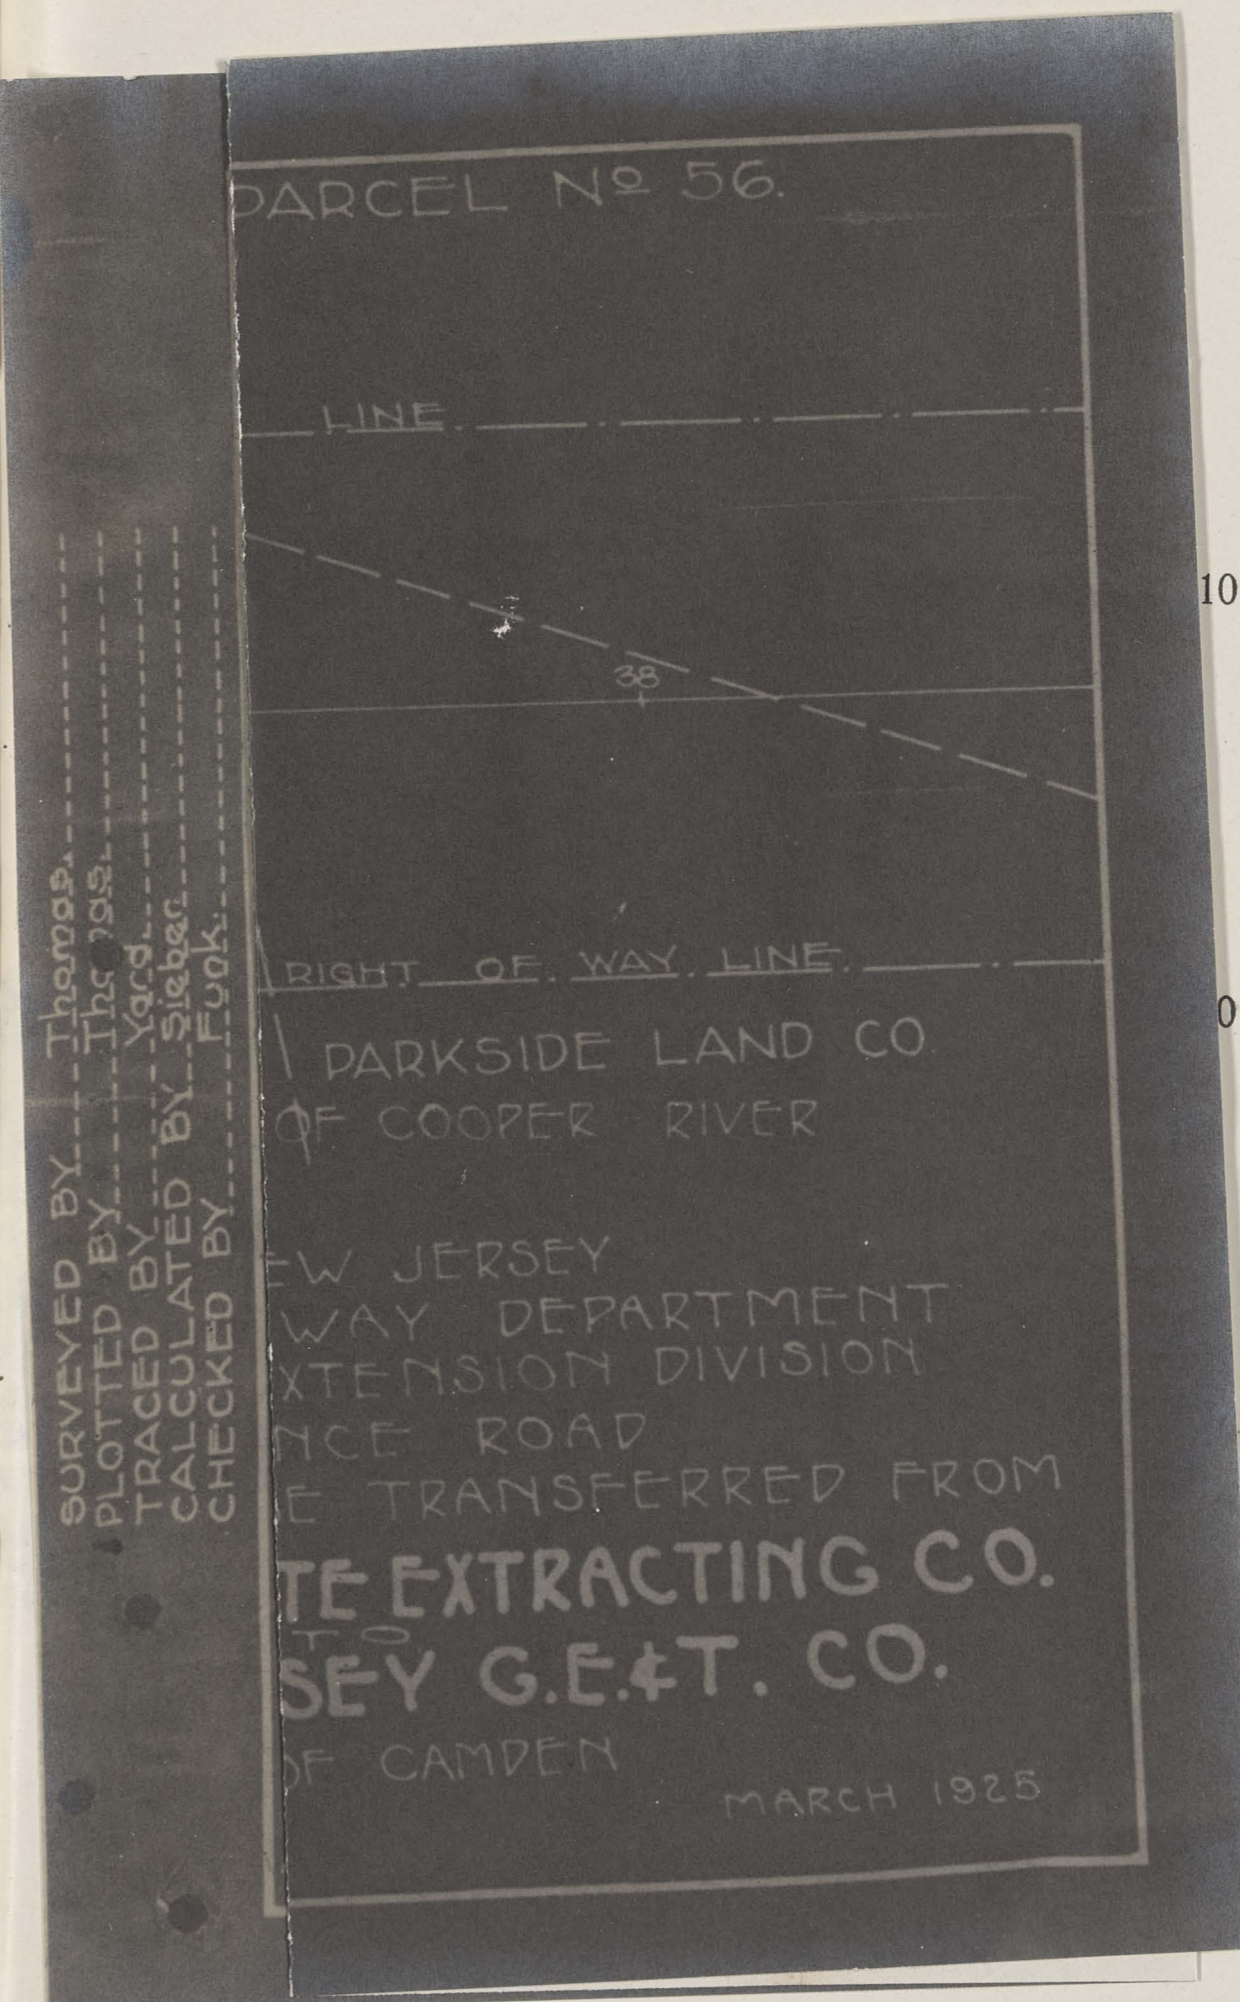 PARCEL Nº 56.
LINE
38
RIGHT OF WAY LINE
PARKSIDE LAND CO
OF COOPER RIVER
EW JERSEY
WAY DEPARTMENT
XTENSION DIVISION
NCE ROAD
E TRANSFERRED FROM
TE EXTRACTING CO.
TO
SEY G.E.&T. CO.
OF CAMDEN
MARCH 1925
SURVEYED BY Thomas.
PLOTTED BY Thomas.
TRACED BY Yard.
CALCULATED BY Sieber
CHECKED BY Funk.
10
0